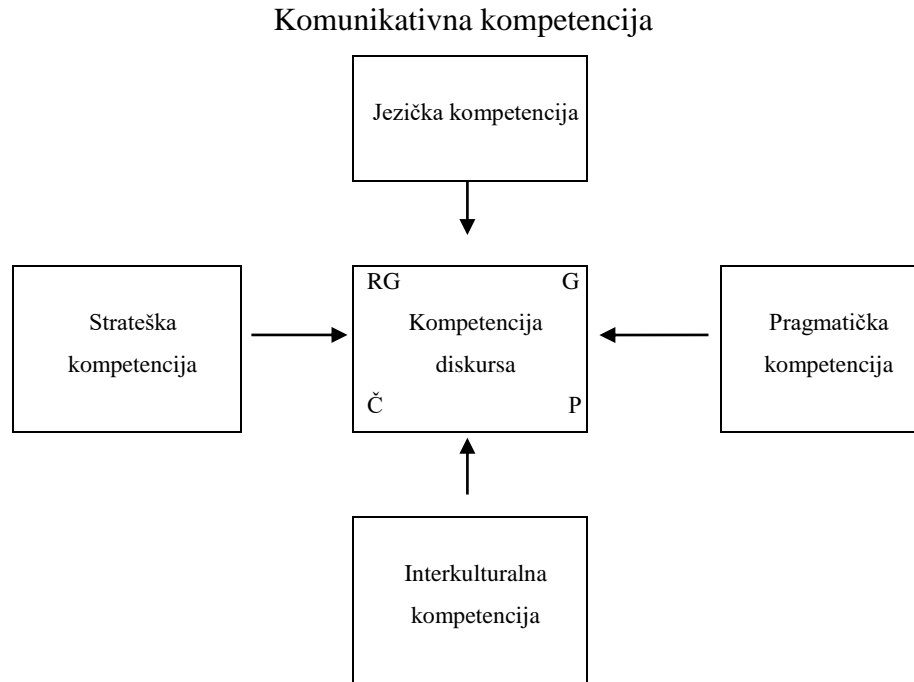 Komunikativna kompetencija
Jezička kompetencija
Strateška
kompetencija
RG
G
Kompetencija
diskursa
Č
P
Pragmatička
kompetencija
Interkulturalna
kompetencija